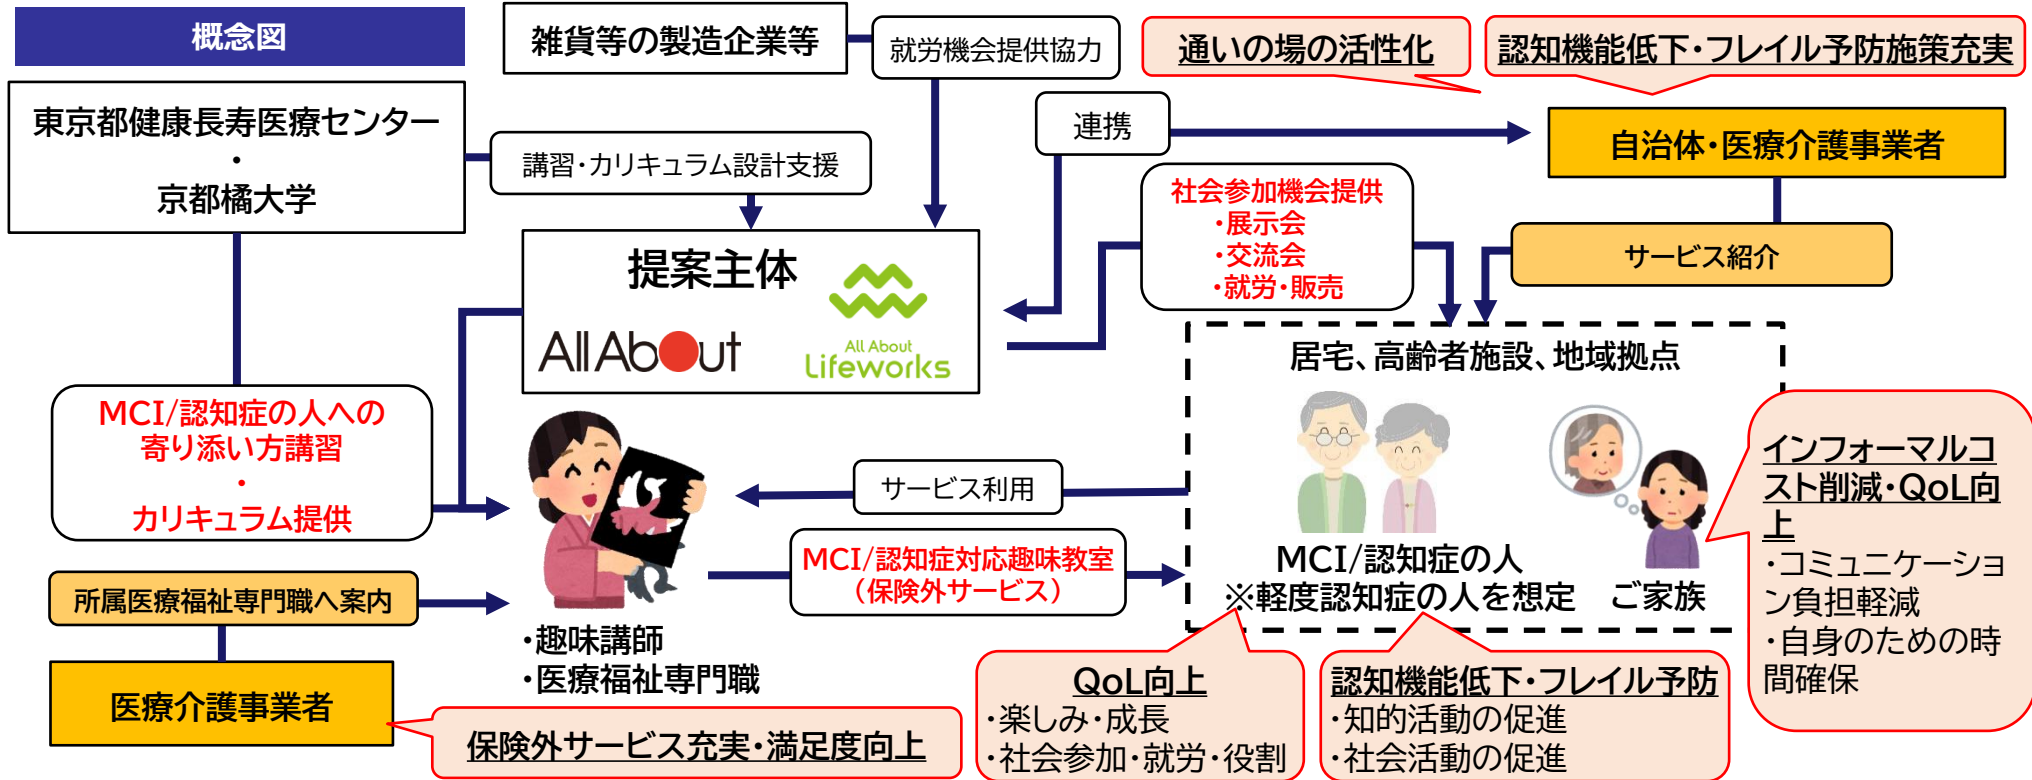 概念図
雑貨等の製造企業等
就労機会提供協力
通いの場の活性化
認知機能低下・フレイル予防施策充実
東京都健康長寿医療センター
・
京都橘大学
講習・カリキュラム設計支援
連携
自治体・医療介護事業者
社会参加機会提供
・展示会
・交流会
・就労・販売
サービス紹介
提案主体
All About
All About
Lifeworks
居宅、高齢者施設、地域拠点
MCI/認知症の人への
寄り添い方講習
・
カリキュラム提供
サービス利用
MCI/認知症対応趣味教室
（保険外サービス）
MCI/認知症の人
※軽度認知症の人を想定
ご家族
インフォーマルコ
スト削減・QoL向
上
・コミュニケーショ
ン負担軽減
・自身のための時
間確保
所属医療福祉専門職へ案内
・趣味講師
・医療福祉専門職
医療介護事業者
保険外サービス充実・満足度向上
QoL向上
・楽しみ・成長
・社会参加・就労・役割
認知機能低下・フレイル予防
・知的活動の促進
・社会活動の促進